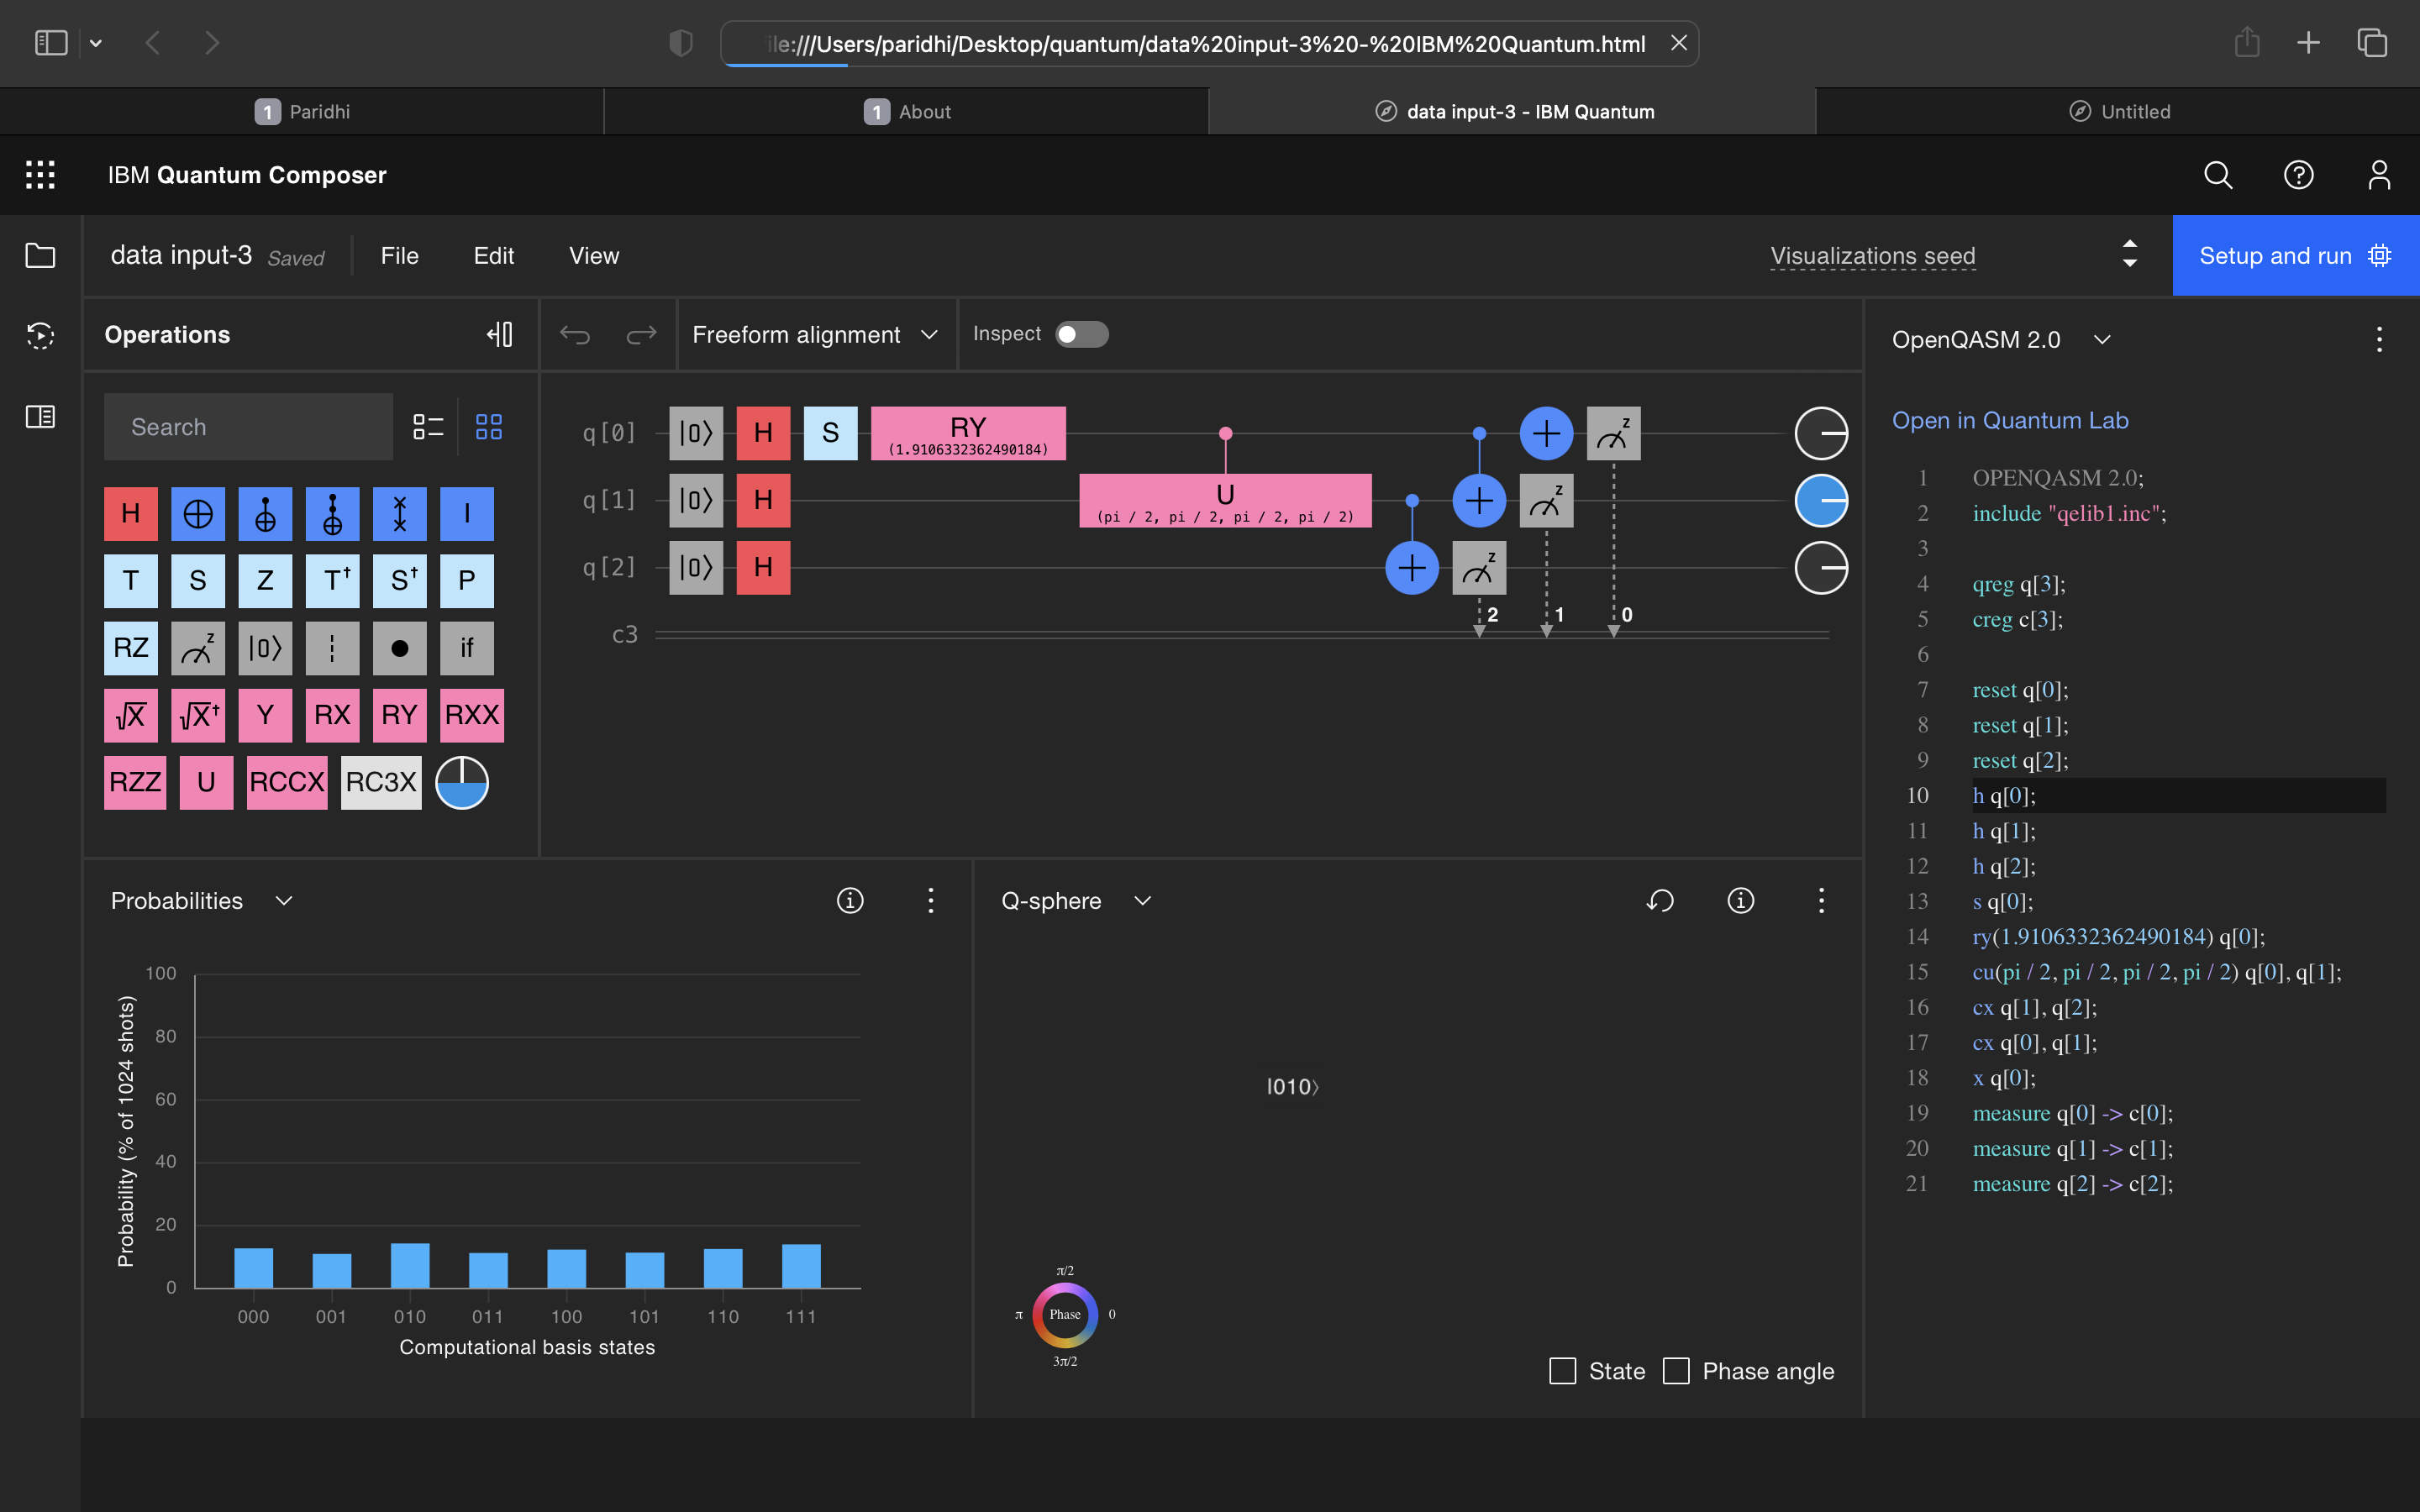 ile:///Users/paridhi/Desktop/quantum/data%20input-3%20-%20IBM%20Quantum.html
1 Paridhi
1 About
data input-3 - IBM Quantum
Untitled
IBM Quantum Composer
data input-3 Saved
File
Edit
View
Visualizations seed
Setup and run
Operations
Freeform alignment
Inspect
Search
H
I
T S Z T† S† P
RZ z |0⟩ if
√X √X† Y RX RY RXX
RZZ U RCCX RC3X
q[0] |0⟩ H S RY z
(1.9106332362490184)
q[1] |0⟩ H U z
(pi / 2, pi / 2, pi / 2, pi / 2)
q[2] |0⟩ H z
2 1 0
c3
OpenQASM 2.0
Open in Quantum Lab
1 OPENQASM 2.0;
2 include "qelib1.inc";
3
4 qreg q[3];
5 creg c[3];
6
7 reset q[0];
8 reset q[1];
9 reset q[2];
10 h q[0];
11 h q[1];
12 h q[2];
13 s q[0];
14 ry(1.9106332362490184) q[0];
15 cu(pi / 2, pi / 2, pi / 2, pi / 2) q[0], q[1];
16 cx q[1], q[2];
17 cx q[0], q[1];
18 x q[0];
19 measure q[0] -> c[0];
20 measure q[1] -> c[1];
21 measure q[2] -> c[2];
Probabilities
Probability (% of 1024 shots)
100
80
60
40
20
0
000 001 010 011 100 101 110 111
Computational basis states
Q-sphere
|010⟩
π/2
π Phase 0
3π/2
State Phase angle